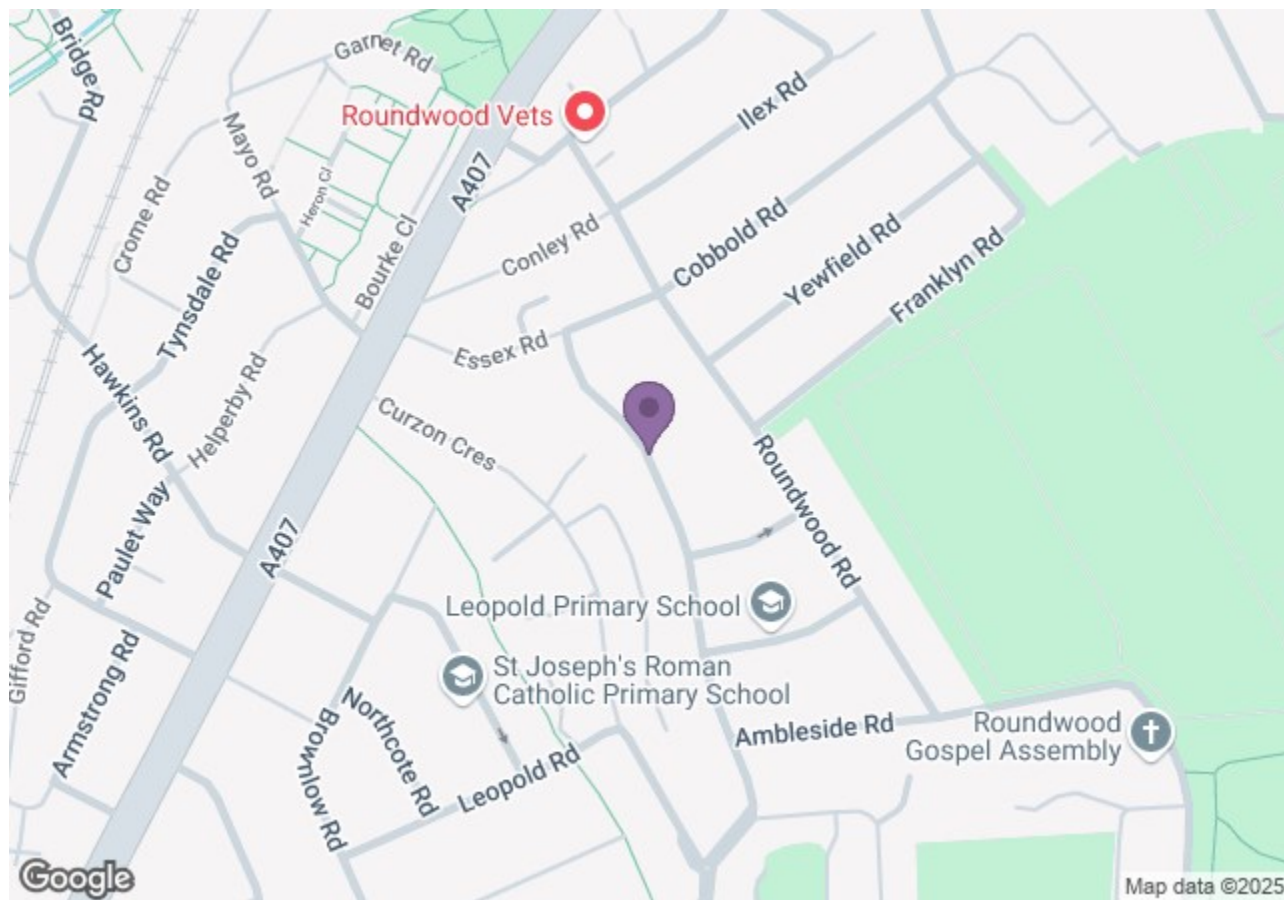 Bridge Rd
Garnet Rd
Roundwood Vets
Ilex Rd
Mayo Rd
Heron Cl
A407
Crome Rd
Conley Rd
Cobbold Rd
Tynsdale Rd
Bourke Cl
Yewfield Rd
Franklyn Rd
Essex Rd
Hawkins Rd
Helperby Rd
Curzon Cres
Roundwood Rd
Paulet Way
A407
Leopold Primary School
Gifford Rd
Armstrong Rd
St Joseph's Roman
Catholic Primary School
Brownlow Rd
Northcote Rd
Leopold Rd
Ambleside Rd
Roundwood
Gospel Assembly
Google
Map data ©2025